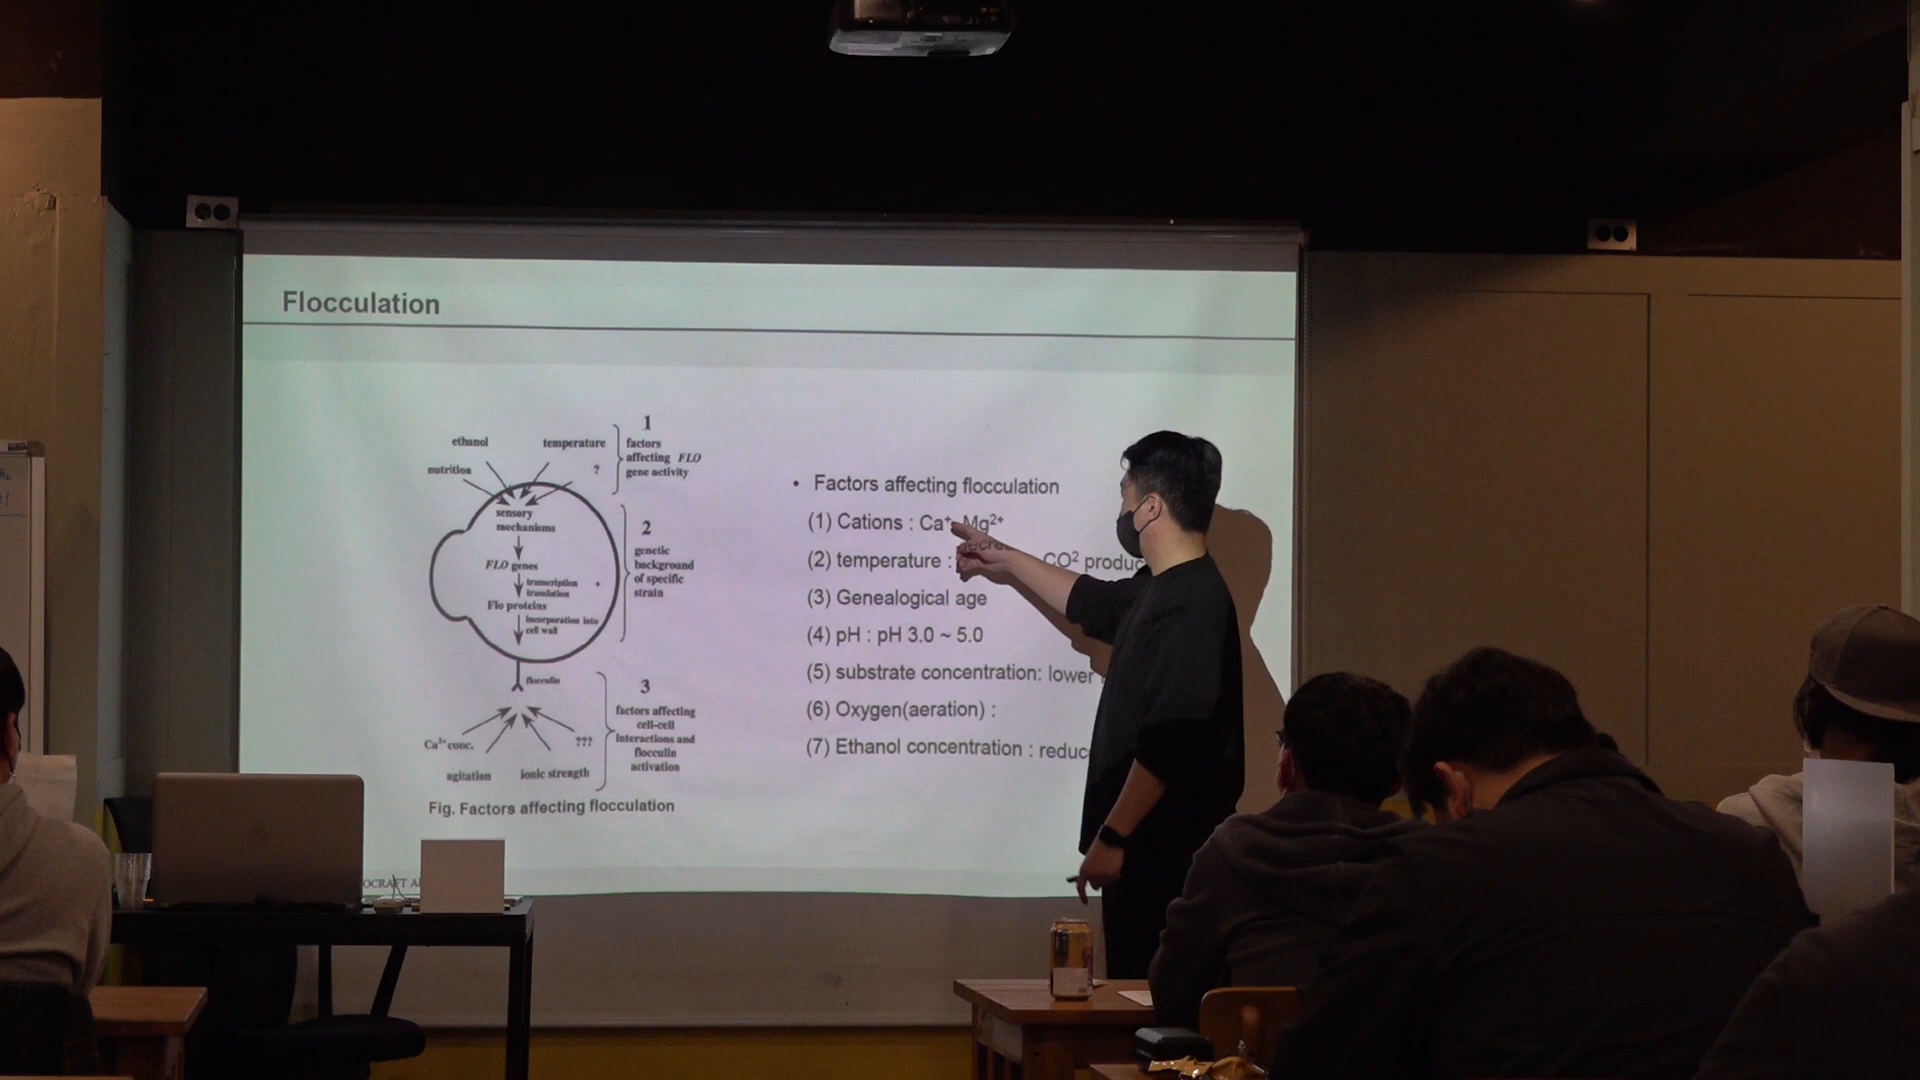 Flocculation
ethanol
temperature
nutrition
?
1
factors
affecting FLO
gene activity
sensory
mechanisms
FLO genes
transcription
translation
+
Flo proteins
incorporation into
cell wall
2
genetic
background
of specific
strain
flocculin
Ca²⁺ conc.
agitation
ionic strength
???
3
factors affecting
cell-cell
interactions and
flocculin
activation
Fig. Factors affecting flocculation
• Factors affecting flocculation
(1) Cations : Ca⁺ Mg²⁺
(2) temperature : CO² produc
(3) Genealogical age
(4) pH : pH 3.0 ~ 5.0
(5) substrate concentration: lower
(6) Oxygen(aeration) :
(7) Ethanol concentration : reduc
OCRAFT A